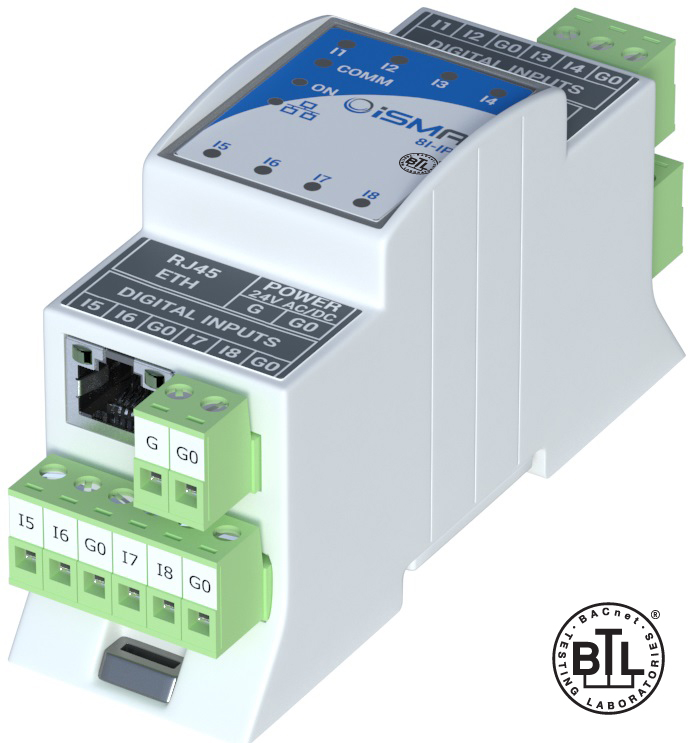 I1 I2 G0 I3 I4 G0
DIGITAL INPUTS
I1 I2 I3 I4
COMM
ON
iSMA
8I-IP
BTL
I5 I6 I7 I8
RJ45
ETH
POWER
24V AC/DC
G G0
DIGITAL INPUTS
I5 I6 G0 I7 I8 G0
G G0
I5 I6 G0 I7 I8 G0
BACnet
TESTING LABORATORIES
BTL
®